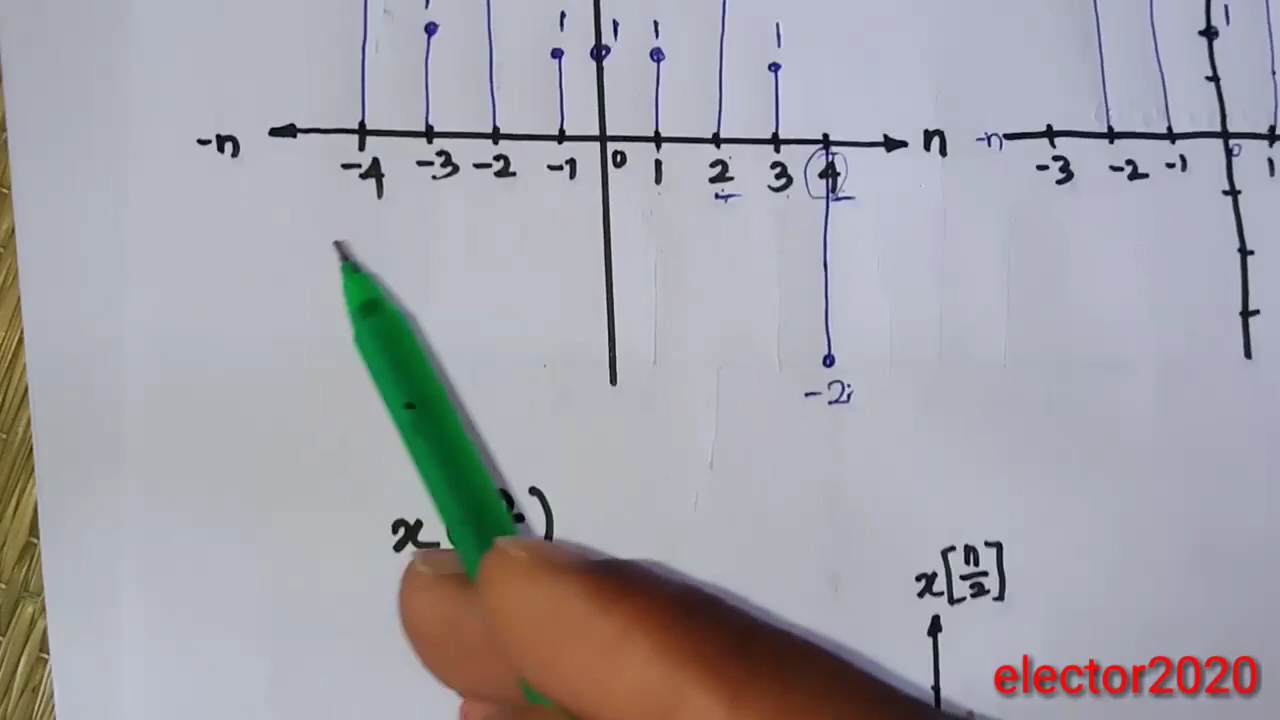 1 1 1 1
-n -4 -3 -2 -1 0 1 2 3 4 n
-2
1
-n -3 -2 -1 0 1
x
x[n/2]
elector2020